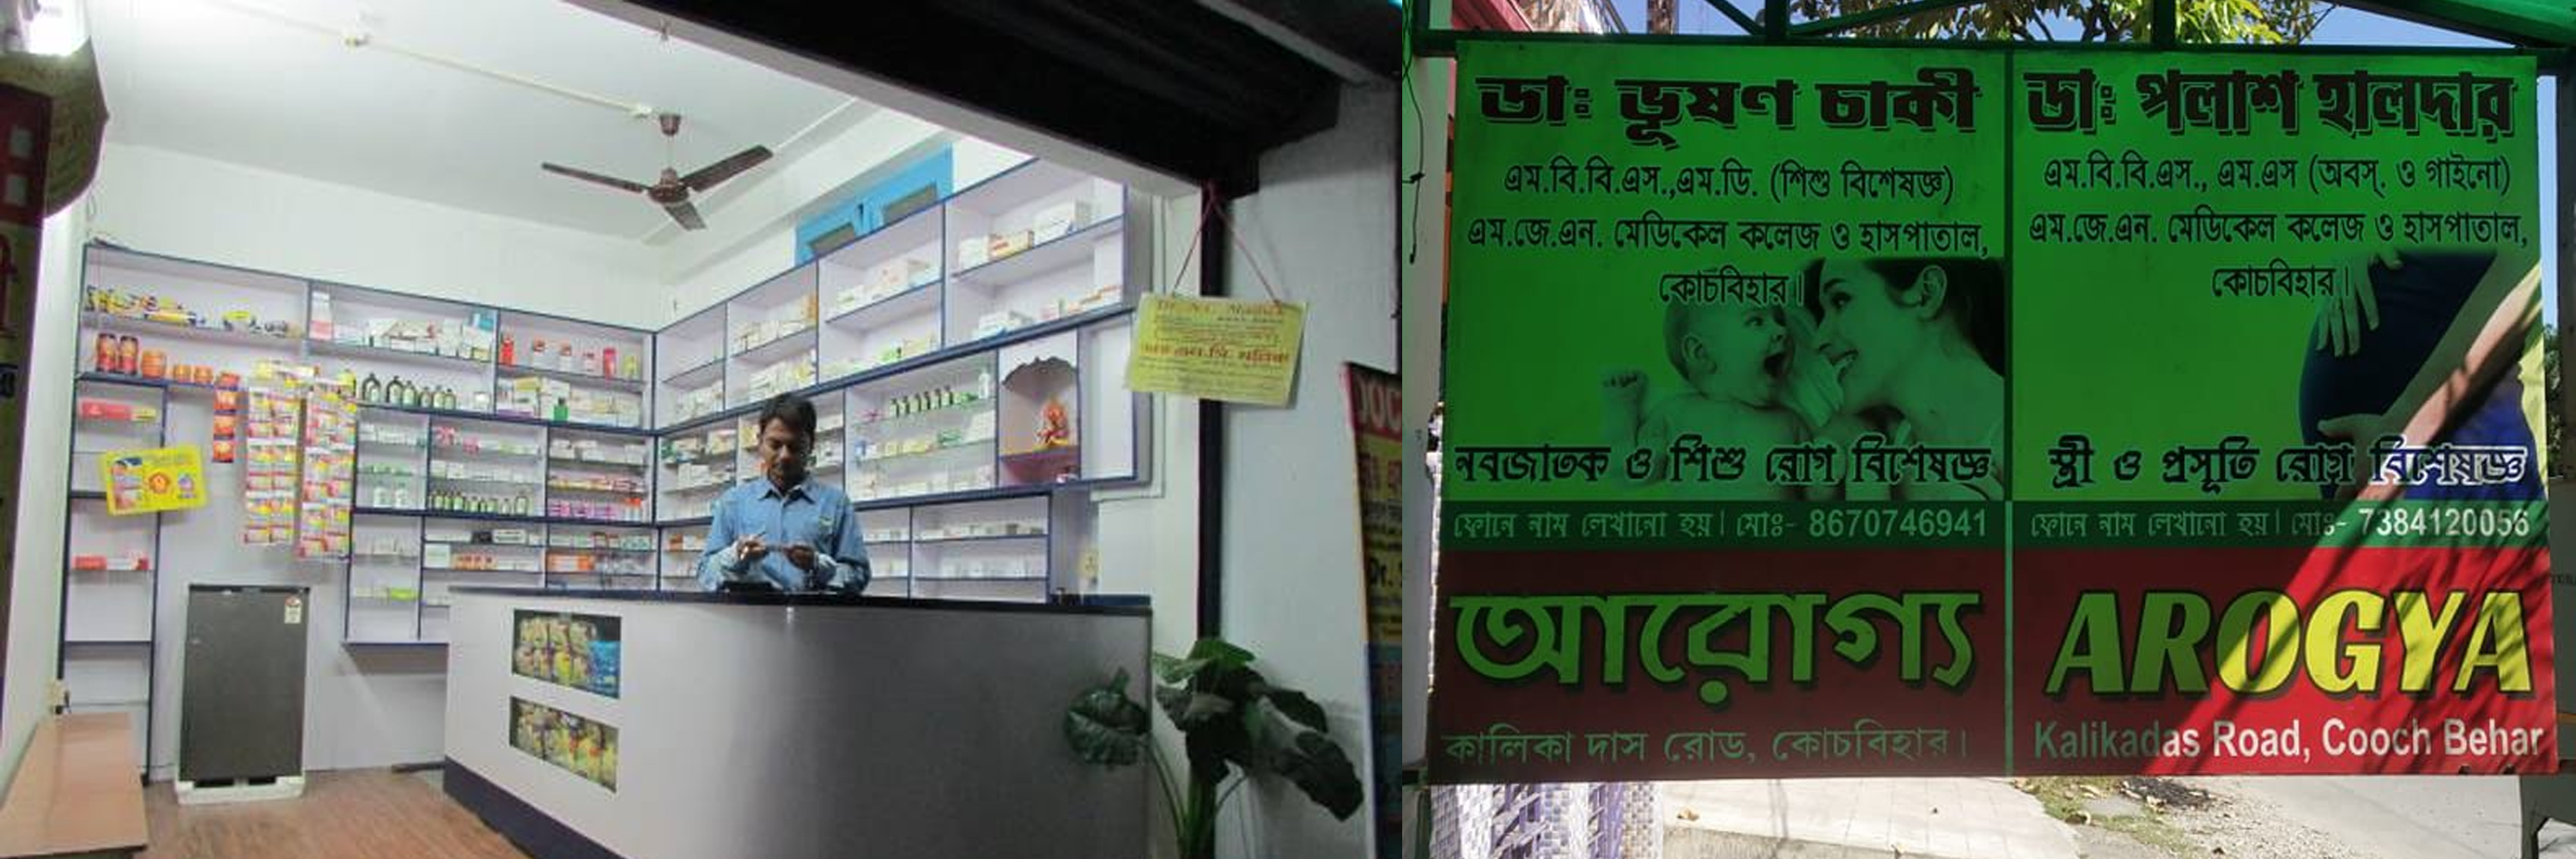 ডাঃ ভূষণ চাকী
এম.বি.বি.এস.,এম.ডি. (শিশু বিশেষজ্ঞ)
এম.জে.এন. মেডিকেল কলেজ ও হাসপাতাল,
কোচবিহার।
নবজাতক ও শিশু রোগ বিশেষজ্ঞ
ফোনে নাম লেখানো হয়। মোঃ- 8670746941
আরোগ্য
কালিকা দাস রোড, কোচবিহার।
ডাঃ পলাশ হালদার
এম.বি.বি.এস., এম.এস (অবস্. ও গাইনো)
এম.জে.এন. মেডিকেল কলেজ ও হাসপাতাল,
কোচবিহার।
স্ত্রী ও প্রসূতি রোগ বিশেষজ্ঞ
ফোনে নাম লেখানো হয়। মোঃ- 7384120056
AROGYA
Kalikadas Road, Cooch Behar